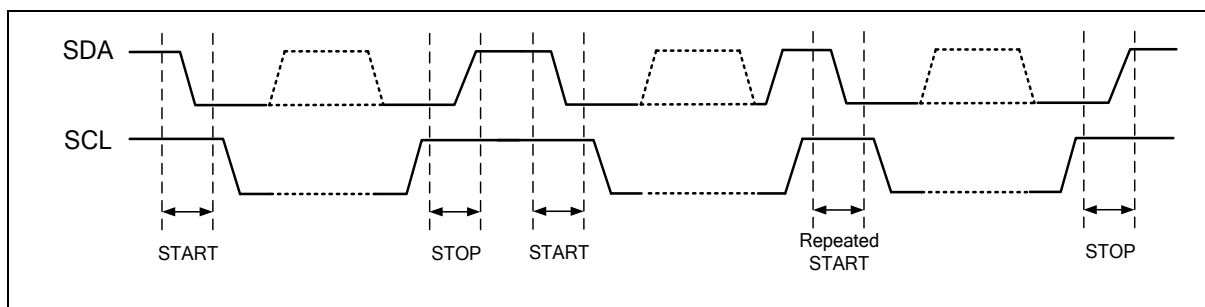 SDA
SCL
START
STOP
START
Repeated
START
STOP